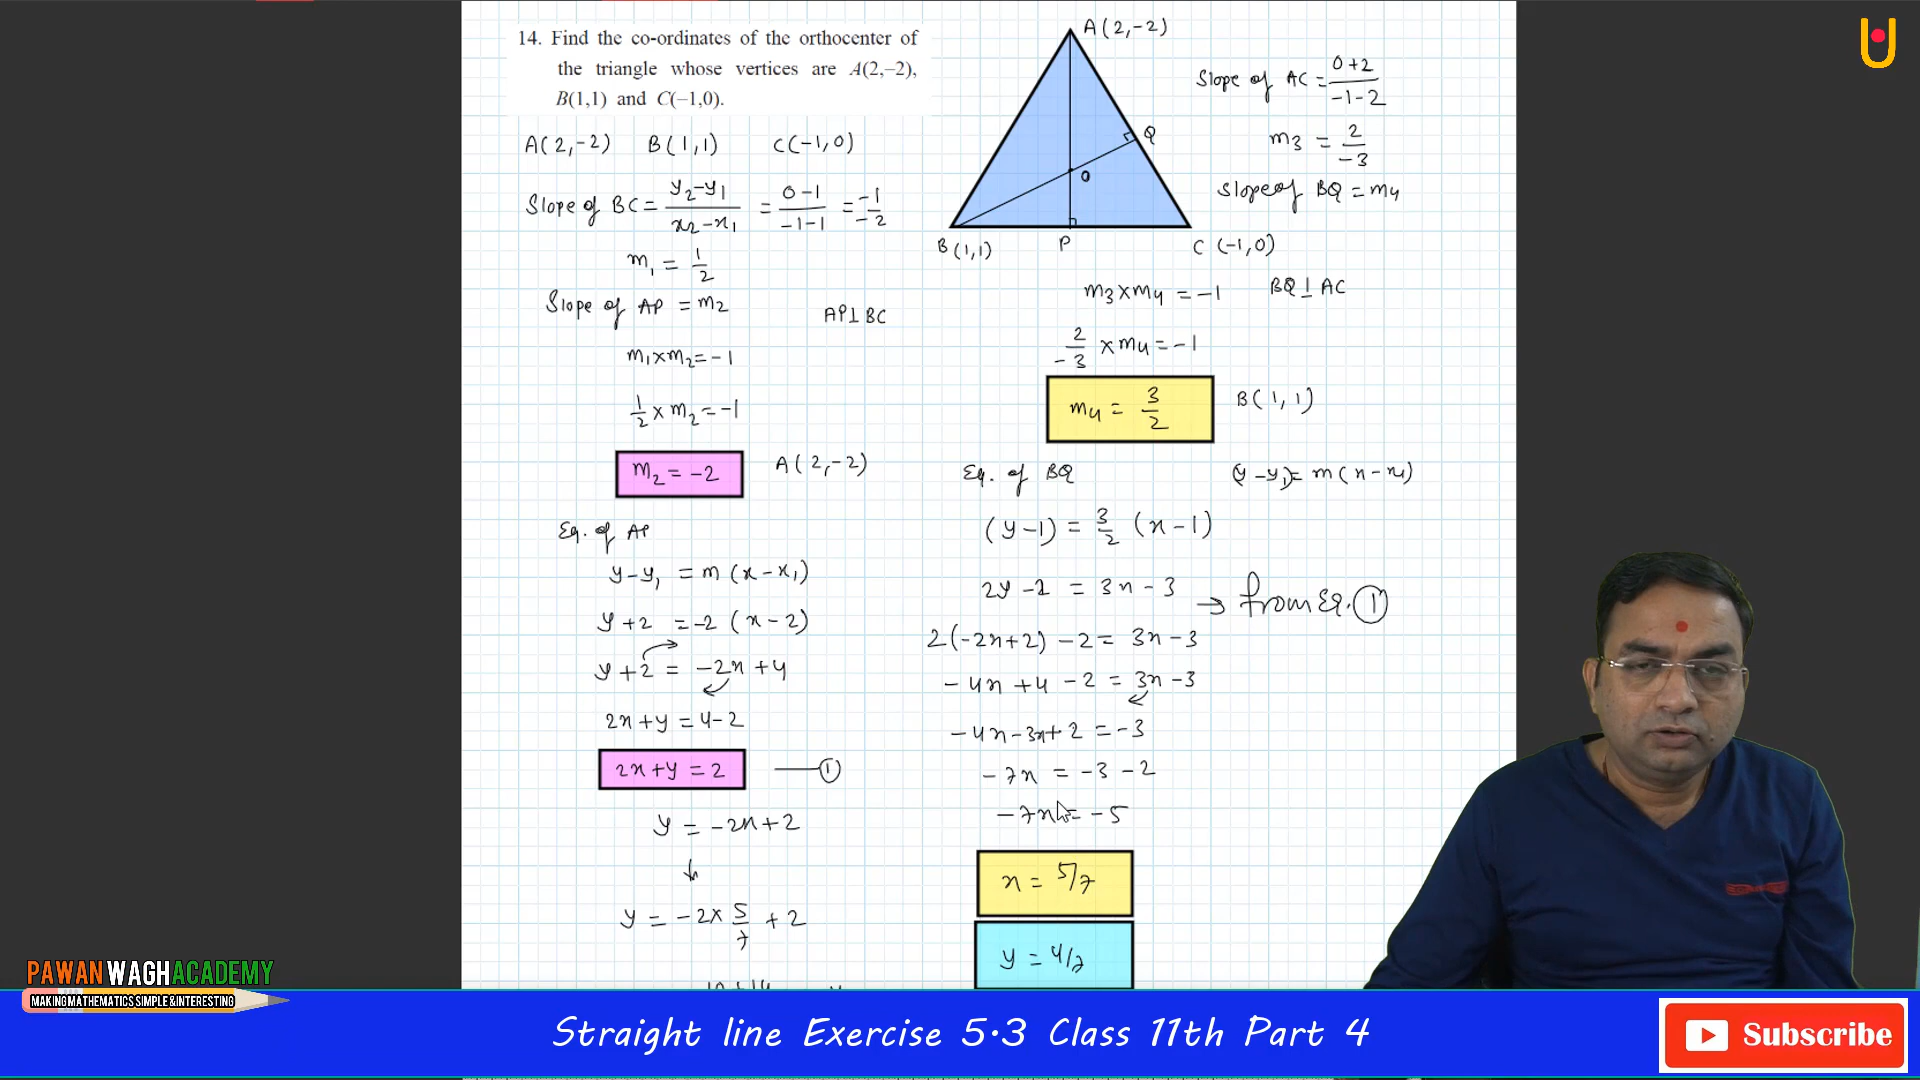 14. Find the co-ordinates of the orthocenter of
the triangle whose vertices are A(2,−2),
B(1,1) and C(−1,0).
A(2,-2) B(1,1) C(-1,0)
Slope of BC = y2-y1 / x2-x1 = 0-1 / -1-1 = -1/-2
m1 = 1/2
Slope of AP = m2
AP⊥BC
m1×m2 = -1
1/2 × m2 = -1
m2 = -2
A(2,-2)
Eq. of AP
y-y1 = m(x-x1)
y+2 = -2(x-2)
y+2 = -2x+4
2x+y = 4-2
2x+y = 2 —①
y = -2x+2
y = -2× 5/7 +2
A(2,-2)
Q
O
B(1,1)
P
C(-1,0)
Slope of AC = 0+2 / -1-2
m3 = 2/-3
Slope of BQ = m4
m3×m4 = -1
BQ⊥AC
2/-3 × m4 = -1
m4 = 3/2
B(1,1)
Eq. of BQ
(y-y1) = m(x-x1)
(y-1) = 3/2 (x-1)
2y-2 = 3x-3
→ from Eq. ①
2(-2x+2)-2 = 3x-3
-4x+4-2 = 3x-3
-4x-3x+2 = -3
-7x = -3-2
-7x = -5
x = 5/7
y = 4/7
PAWAN WAGH ACADEMY
MAKING MATHEMATICS SIMPLE & INTERESTING
Straight line Exercise 5.3 Class 11th Part 4
Subscribe